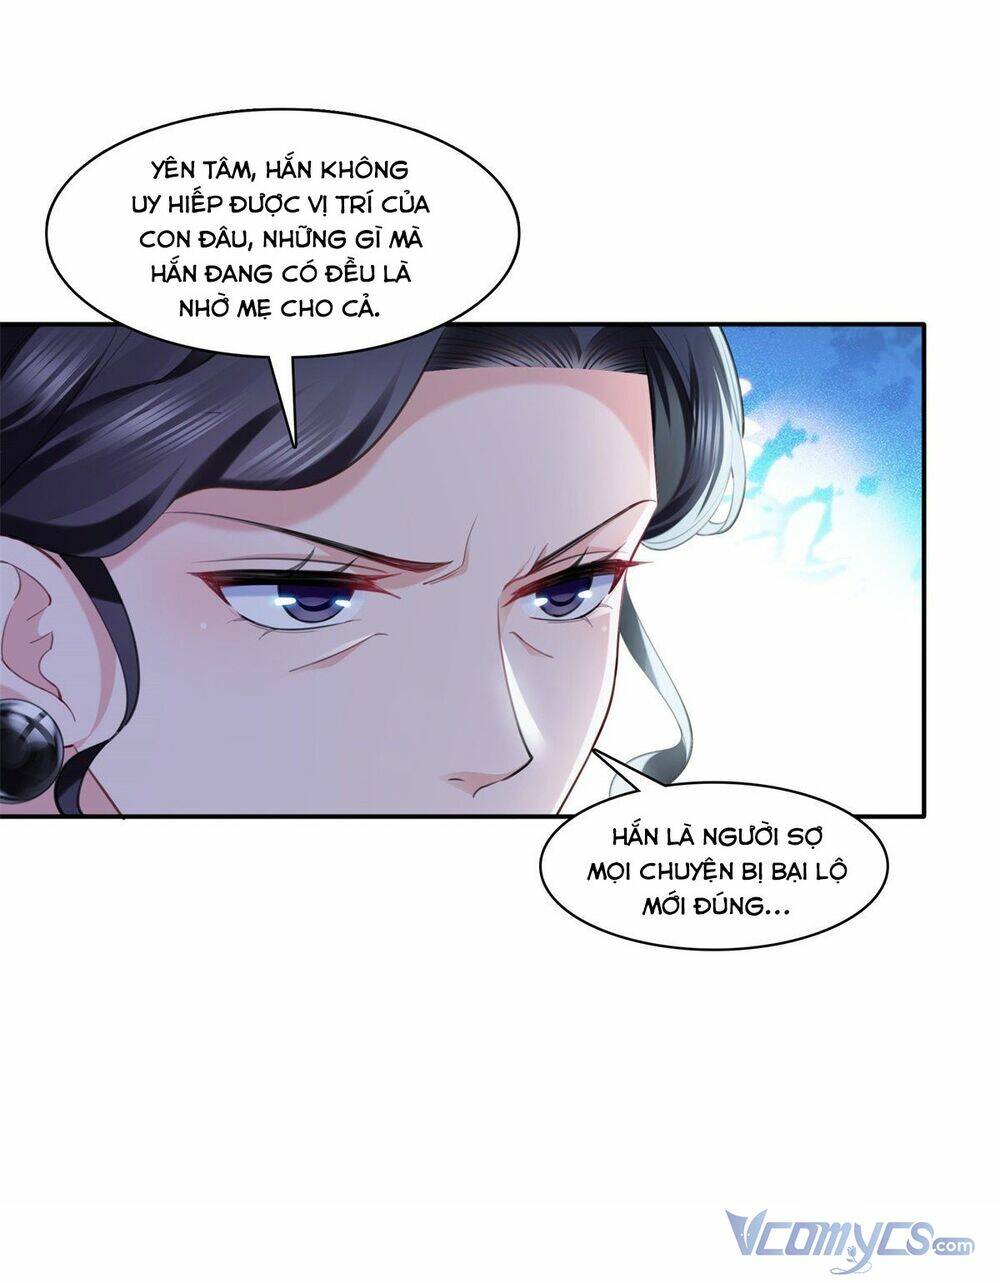 YÊN TÂM, HẮN KHÔNG
UY HIẾP ĐƯỢC VỊ TRÍ CỦA
CON ĐÂU, NHỮNG GÌ MÀ
HẮN ĐANG CÓ ĐỀU LÀ
NHỜ MẸ CHO CẢ.
HẮN LÀ NGƯỜI SỢ
MỌI CHUYỆN BỊ BẠI LỘ
MỚI ĐÚNG...
VCOMYCS.com